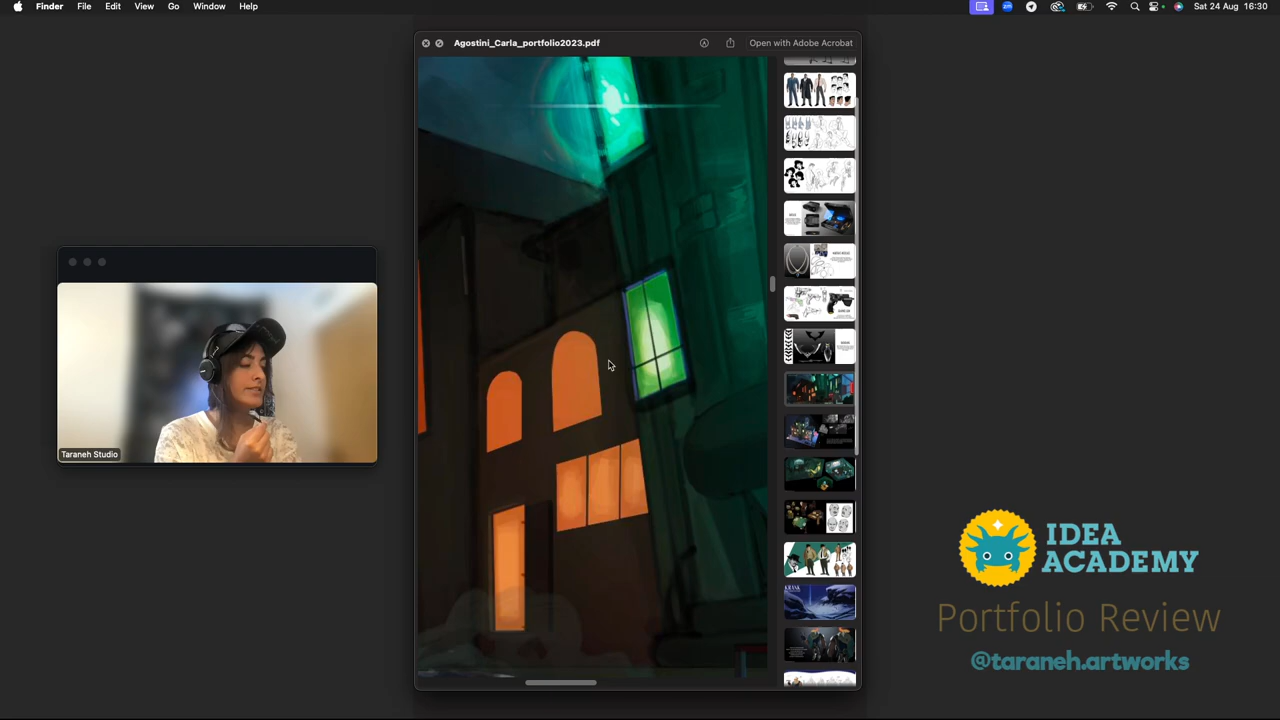 Finder File Edit View Go Window Help
Sat 24 Aug 16:30
Agostini_Carla_portfolio2023.pdf
Open with Adobe Acrobat
Taraneh Studio
IDEA
ACADEMY
Portfolio Review
@taraneh.artworks